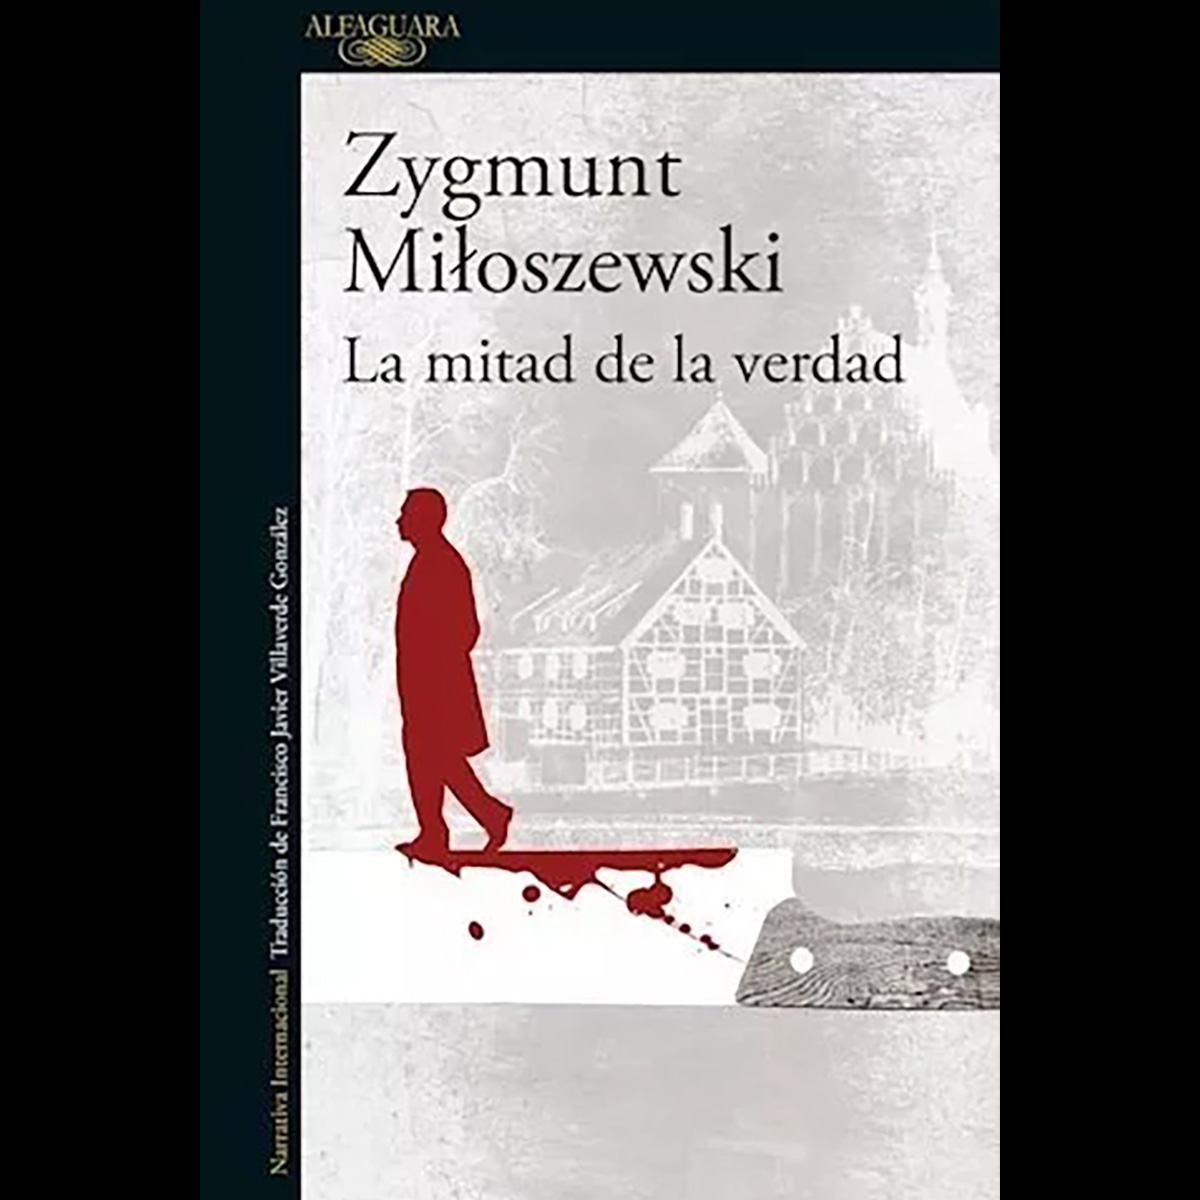 ALFAGUARA
Zygmunt
Miłoszewski
La mitad de la verdad
Narrativa Internacional Traducción de Francisco Javier Villaverde González